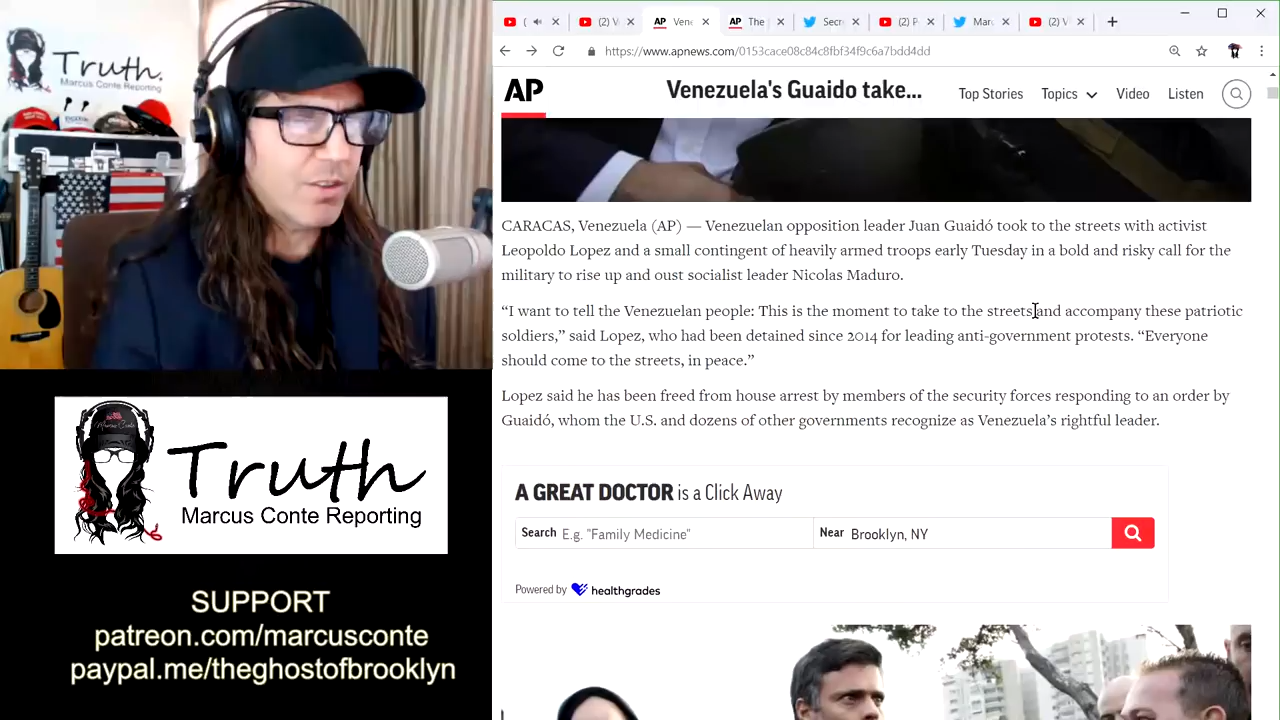 Truth.
Marcus Conte Reporting
https://www.apnews.com/0153cace08c84c8fbf34f9c6a7bdd4dd
AP
Venezuela's Guaido take...
Top Stories
Topics
Video
Listen
CARACAS, Venezuela (AP) — Venezuelan opposition leader Juan Guaidó took to the streets with activist
Leopoldo Lopez and a small contingent of heavily armed troops early Tuesday in a bold and risky call for the
military to rise up and oust socialist leader Nicolas Maduro.
“I want to tell the Venezuelan people: This is the moment to take to the streets and accompany these patriotic
soldiers,” said Lopez, who had been detained since 2014 for leading anti-government protests. “Everyone
should come to the streets, in peace.”
Lopez said he has been freed from house arrest by members of the security forces responding to an order by
Guaidó, whom the U.S. and dozens of other governments recognize as Venezuela’s rightful leader.
A GREAT DOCTOR is a Click Away
Search E.g. "Family Medicine"
Near Brooklyn, NY
Powered by healthgrades
Truth
Marcus Conte Reporting
SUPPORT
patreon.com/marcusconte
paypal.me/theghostofbrooklyn